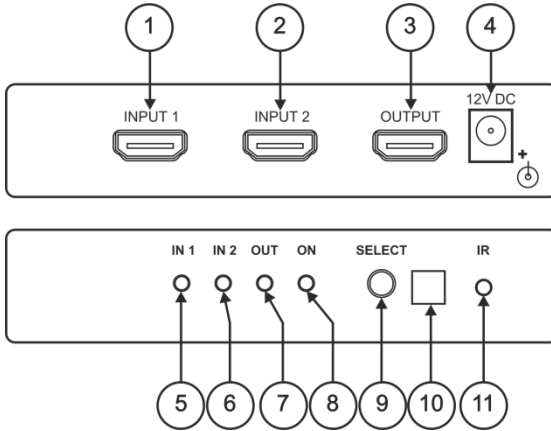 1 2 3 4
12V DC
INPUT 1 INPUT 2 OUTPUT
+
IN 1 IN 2 OUT ON SELECT IR
5 6 7 8 9 10 11